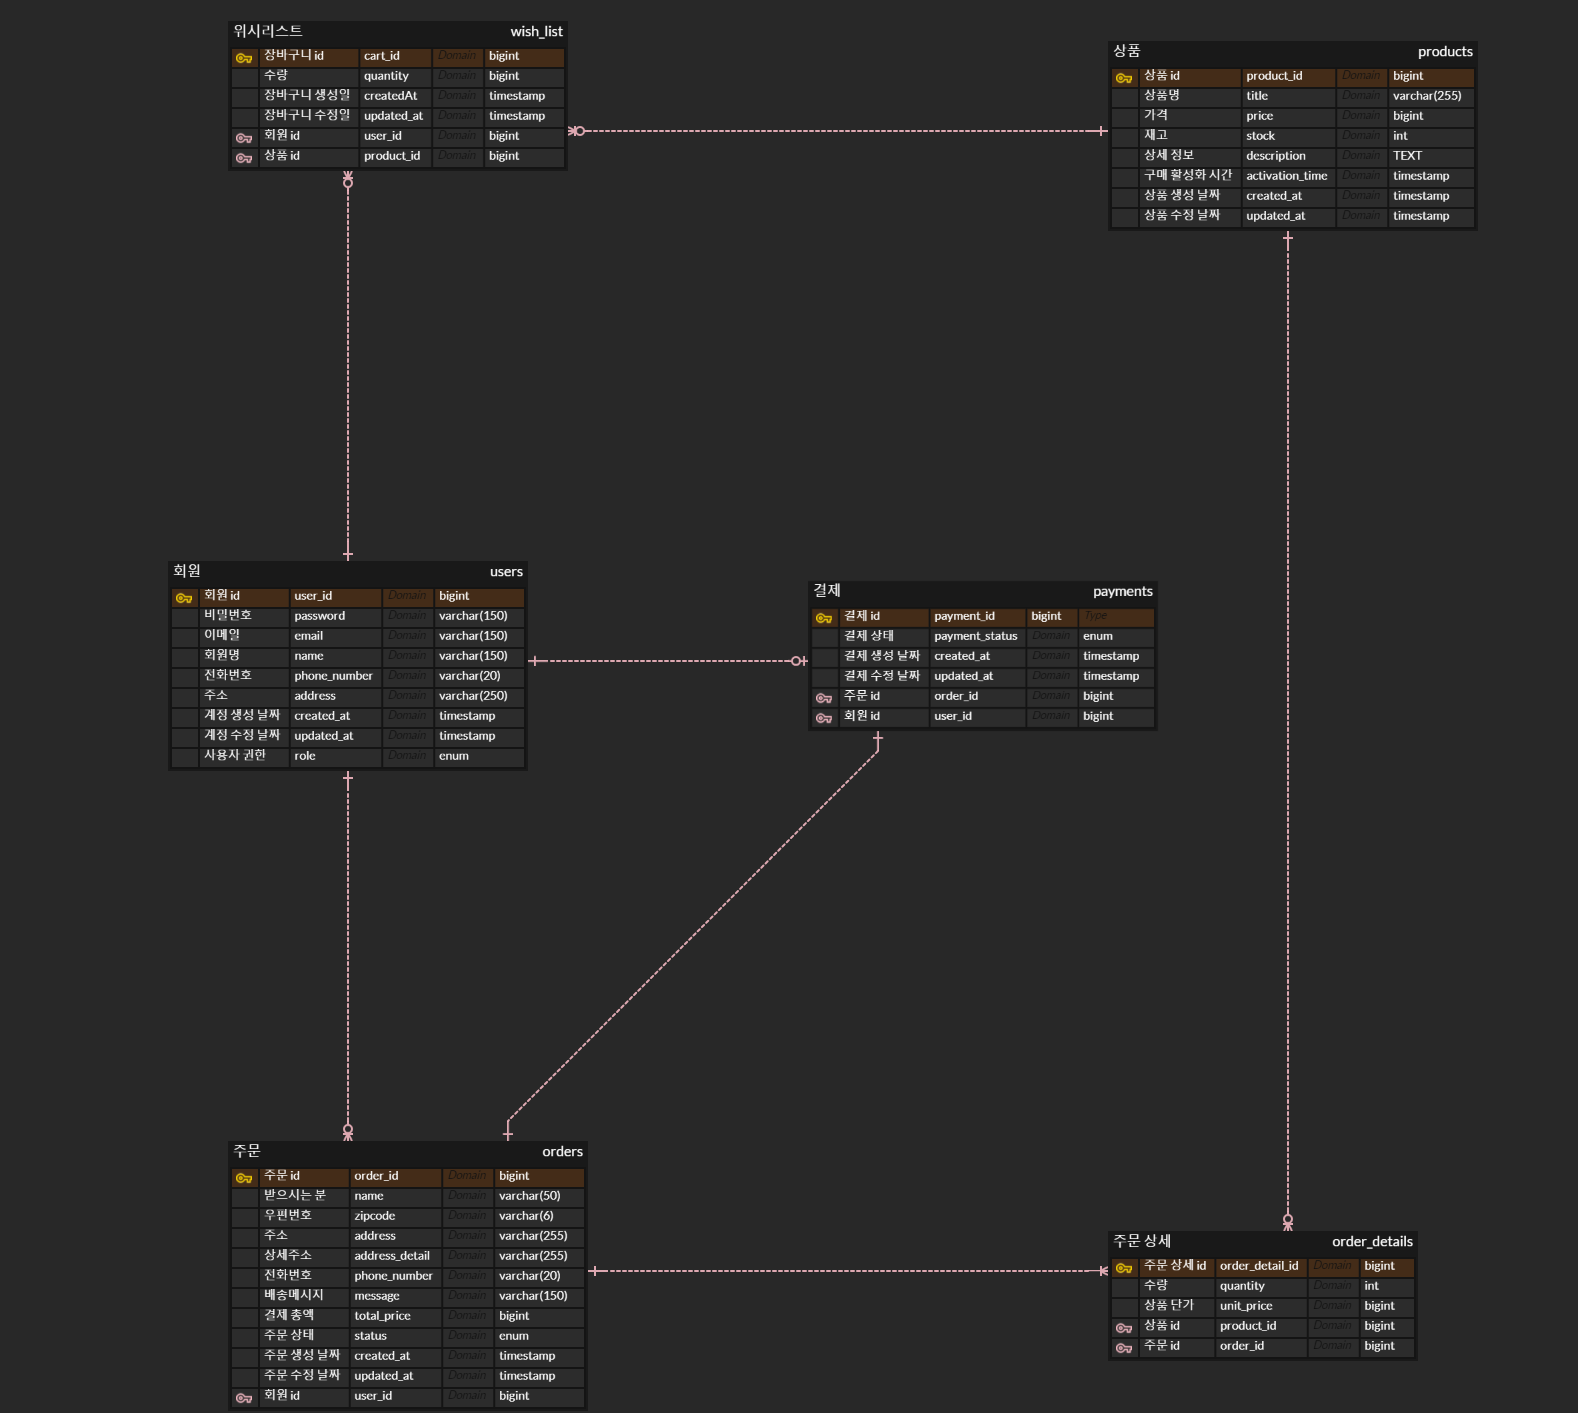 위시리스트 wish_list
장바구니 id cart_id Domain bigint
수량 quantity Domain bigint
장바구니 생성일 createdAt Domain timestamp
장바구니 수정일 updated_at Domain timestamp
회원 id user_id Domain bigint
상품 id product_id Domain bigint
상품 products
상품 id product_id Domain bigint
상품명 title Domain varchar(255)
가격 price Domain bigint
재고 stock Domain int
상세 정보 description Domain TEXT
구매 활성화 시간 activation_time Domain timestamp
상품 생성 날짜 created_at Domain timestamp
상품 수정 날짜 updated_at Domain timestamp
회원 users
회원 id user_id Domain bigint
비밀번호 password Domain varchar(150)
이메일 email Domain varchar(150)
회원명 name Domain varchar(150)
전화번호 phone_number Domain varchar(20)
주소 address Domain varchar(250)
계정 생성 날짜 created_at Domain timestamp
계정 수정 날짜 updated_at Domain timestamp
사용자 권한 role Domain enum
결제 payments
결제 id payment_id bigint Type
결제 상태 payment_status Domain enum
결제 생성 날짜 created_at Domain timestamp
결제 수정 날짜 updated_at Domain timestamp
주문 id order_id Domain bigint
회원 id user_id Domain bigint
주문 orders
주문 id order_id Domain bigint
받으시는 분 name Domain varchar(50)
우편번호 zipcode Domain varchar(6)
주소 address Domain varchar(255)
상세주소 address_detail Domain varchar(255)
전화번호 phone_number Domain varchar(20)
배송메시지 message Domain varchar(150)
결제 총액 total_price Domain bigint
주문 상태 status Domain enum
주문 생성 날짜 created_at Domain timestamp
주문 수정 날짜 updated_at Domain timestamp
회원 id user_id Domain bigint
주문 상세 order_details
주문 상세 id order_detail_id Domain bigint
수량 quantity Domain int
상품 단가 unit_price Domain bigint
상품 id product_id Domain bigint
주문 id order_id Domain bigint